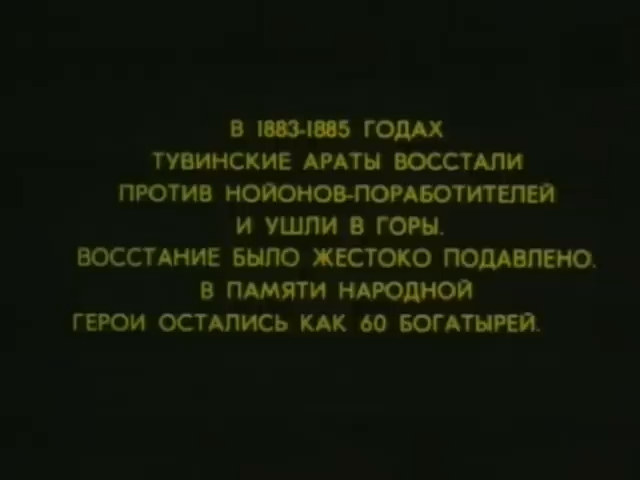 В 1883-1885 ГОДАХ
ТУВИНСКИЕ АРАТЫ ВОССТАЛИ
ПРОТИВ НОЙОНОВ-ПОРАБОТИТЕЛЕЙ
И УШЛИ В ГОРЫ.
ВОССТАНИЕ БЫЛО ЖЕСТОКО ПОДАВЛЕНО.
В ПАМЯТИ НАРОДНОЙ
ГЕРОИ ОСТАЛИСЬ КАК 60 БОГАТЫРЕЙ.